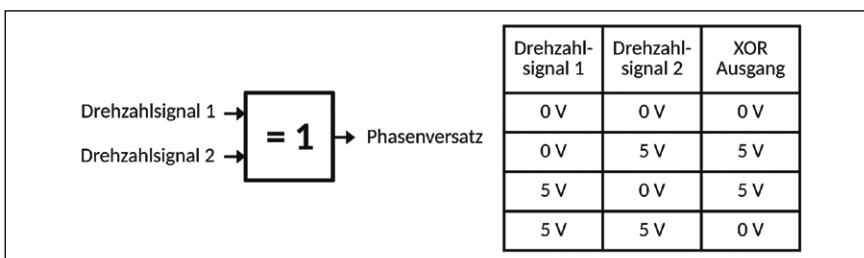 Drehzahlsignal 1
Drehzahlsignal 2
= 1
Phasenversatz
Drehzahl-
signal 1
Drehzahl-
signal 2
XOR
Ausgang
0 V 0 V 0 V
0 V 5 V 5 V
5 V 0 V 5 V
5 V 5 V 0 V